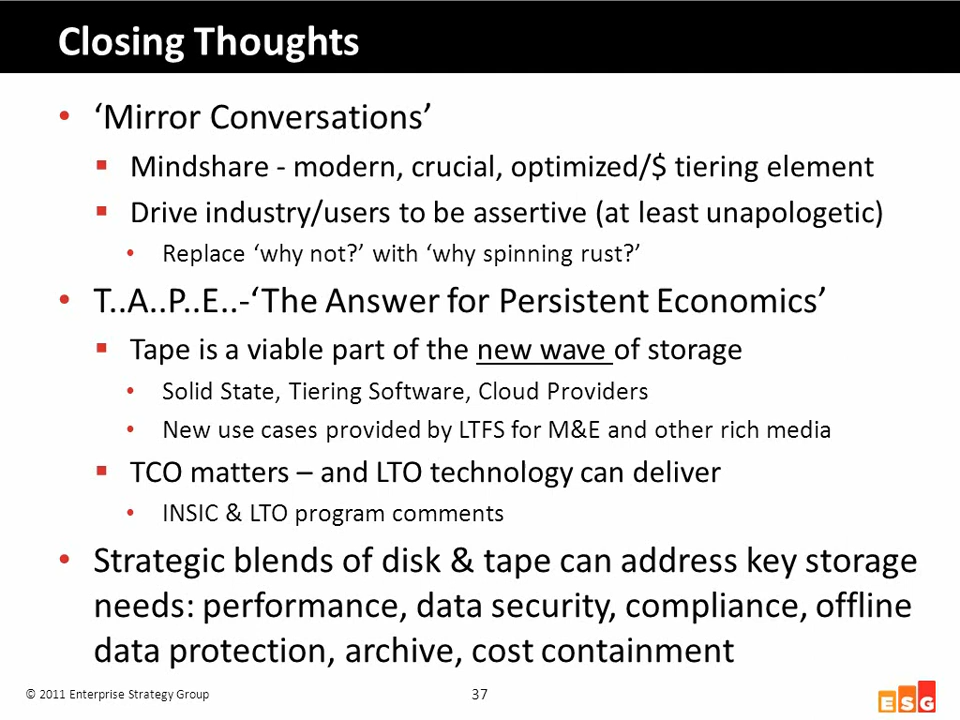 Closing Thoughts
• ‘Mirror Conversations’
▪ Mindshare - modern, crucial, optimized/$ tiering element
▪ Drive industry/users to be assertive (at least unapologetic)
• Replace ‘why not?’ with ‘why spinning rust?’
• T..A..P..E..-‘The Answer for Persistent Economics’
▪ Tape is a viable part of the new wave of storage
• Solid State, Tiering Software, Cloud Providers
• New use cases provided by LTFS for M&E and other rich media
▪ TCO matters – and LTO technology can deliver
• INSIC & LTO program comments
• Strategic blends of disk & tape can address key storage
needs: performance, data security, compliance, offline
data protection, archive, cost containment
© 2011 Enterprise Strategy Group
37
ESG